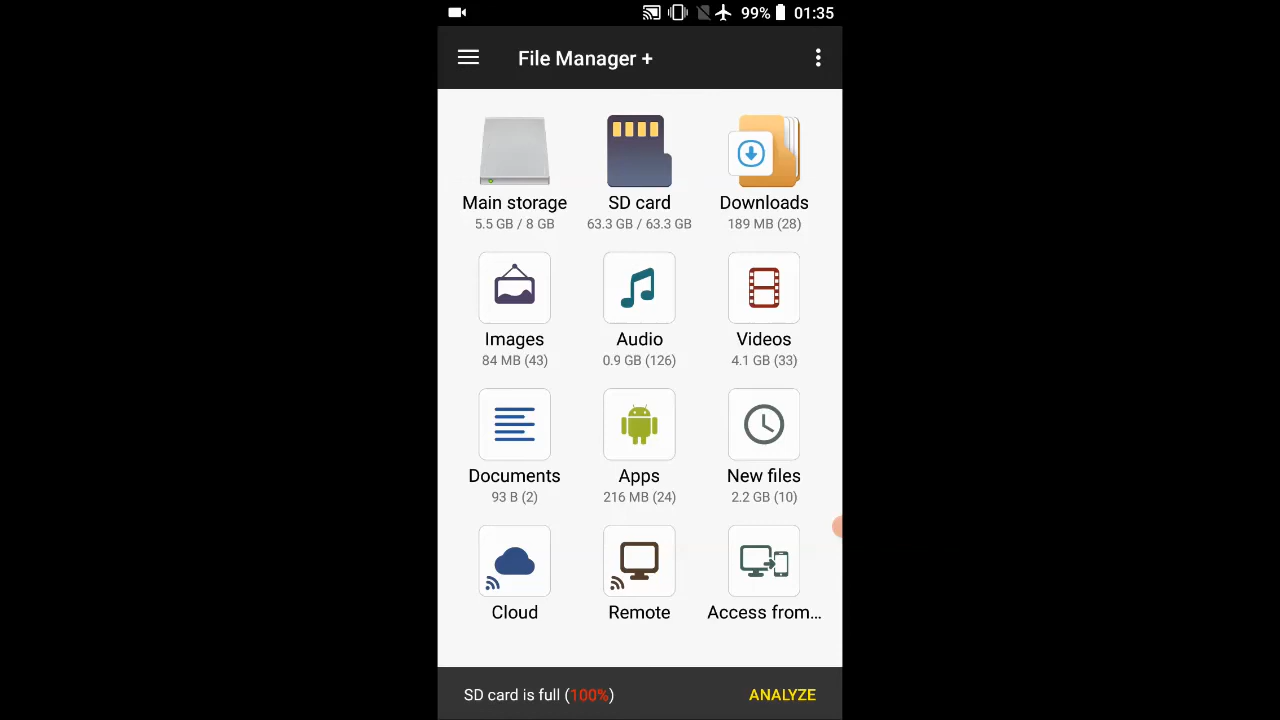 99% 01:35
File Manager +
Main storage SD card Downloads
5.5 GB / 8 GB 63.3 GB / 63.3 GB 189 MB (28)
Images Audio Videos
84 MB (43) 0.9 GB (126) 4.1 GB (33)
Documents Apps New files
93 B (2) 216 MB (24) 2.2 GB (10)
Cloud Remote Access from...
SD card is full (100%) ANALYZE